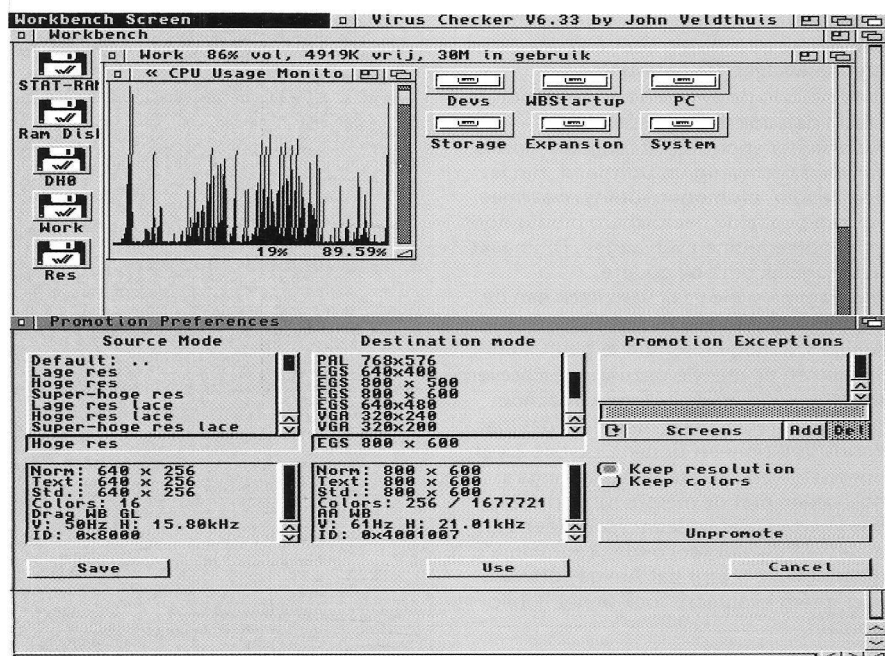 Workbench Screen
Virus Checker V6.33 by John Veldthuis
Workbench
Work 86% vol, 4919K vrij, 30M in gebruik
« CPU Usage Monito
STAT-RAM
Ram Disk
DH0
Work
Res
Devs
WBStartup
PC
Storage
Expansion
System
19% 89.59%
Promotion Preferences
Source Mode
Default: ..
Lage res
Hoge res
Super-hoge res
Lage res lace
Hoge res lace
Super-hoge res lace
Hoge res
Norm: 640 x 256
Text: 640 x 256
Std.: 640 x 256
Colors: 16
Drag WB GL
V: 50Hz H: 15.80kHz
ID: 0x8000
Destination mode
PAL 768x576
EGS 640x400
EGS 800 x 500
EGS 800 x 600
EGS 640x480
VGA 320x240
VGA 320x200
EGS 800 x 600
Norm: 800 x 600
Text: 800 x 600
Std.: 800 x 600
Colors: 256 / 1677721
AA WB
V: 61Hz H: 21.01kHz
ID: 0x4001007
Promotion Exceptions
Screens
Add
Del
Keep resolution
Keep colors
Unpromote
Save
Use
Cancel